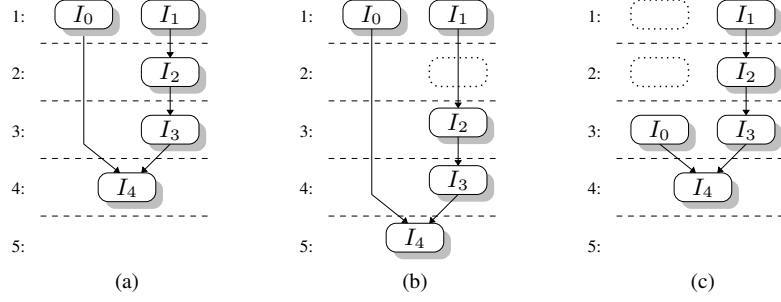 1: I₀ I₁ 1: I₀ I₁ 1: I₁
2: I₂ 2: 2: I₂
3: I₃ 3: I₂ 3: I₀ I₃
4: I₄ 4: I₃ 4: I₄
5: 5: I₄ 5:
(a) (b) (c)